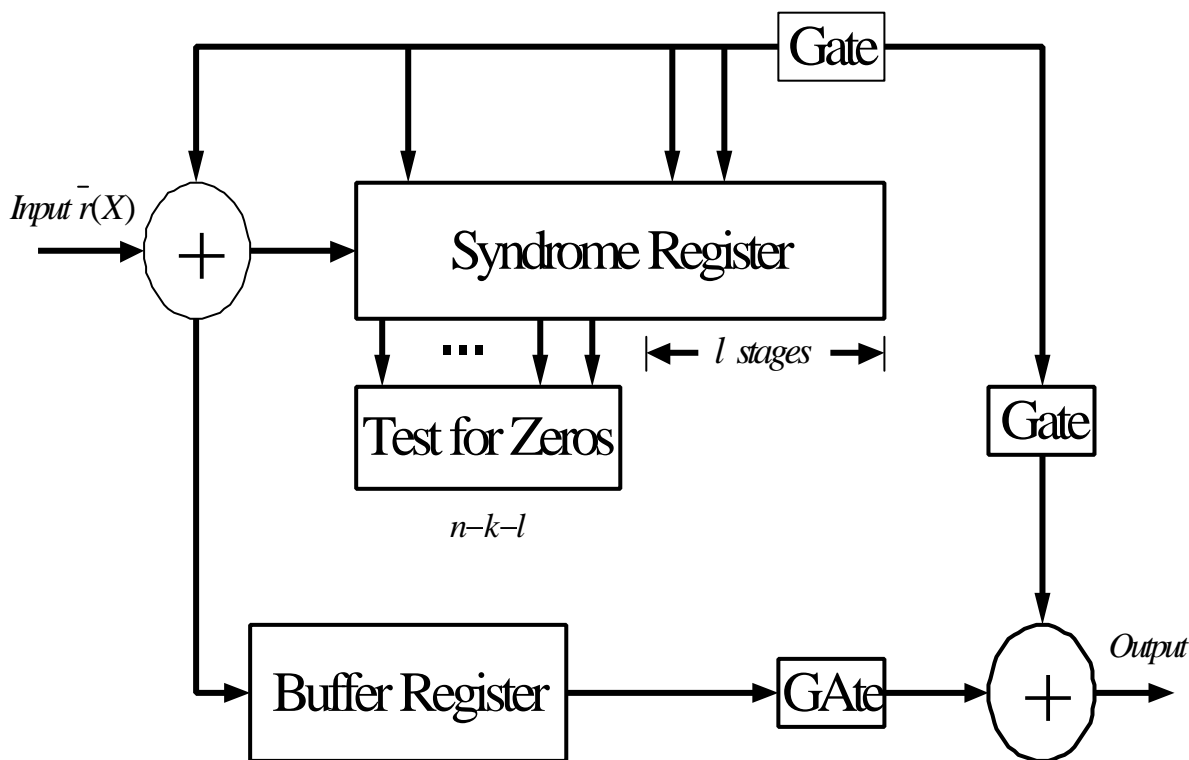 Gate
Input r̄(X)
+
Syndrome Register
...
l stages
Test for Zeros
Gate
n−k−l
Output
Buffer Register
GAte
+